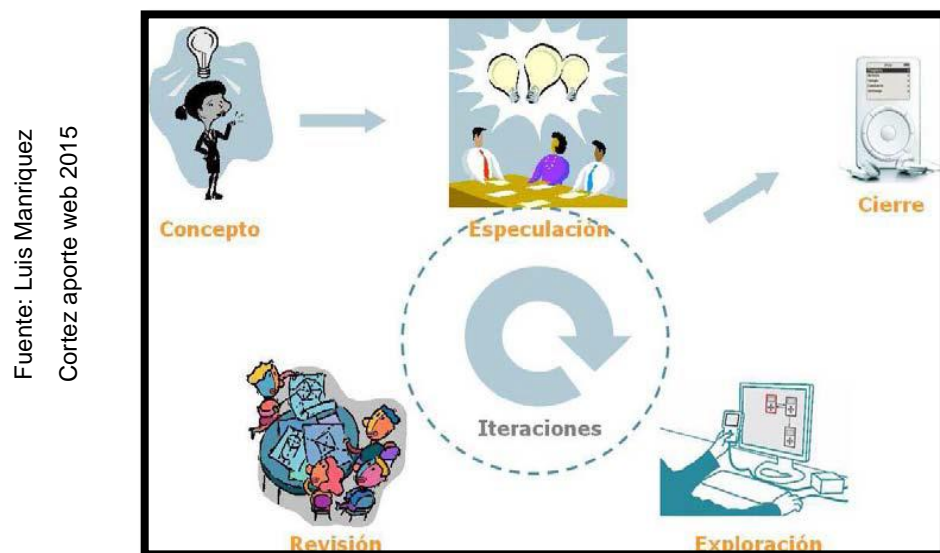 Fuente: Luis Manriquez
Cortez aporte web 2015
Concepto
Especulación
Cierre
Iteraciones
Revisión
Exploración